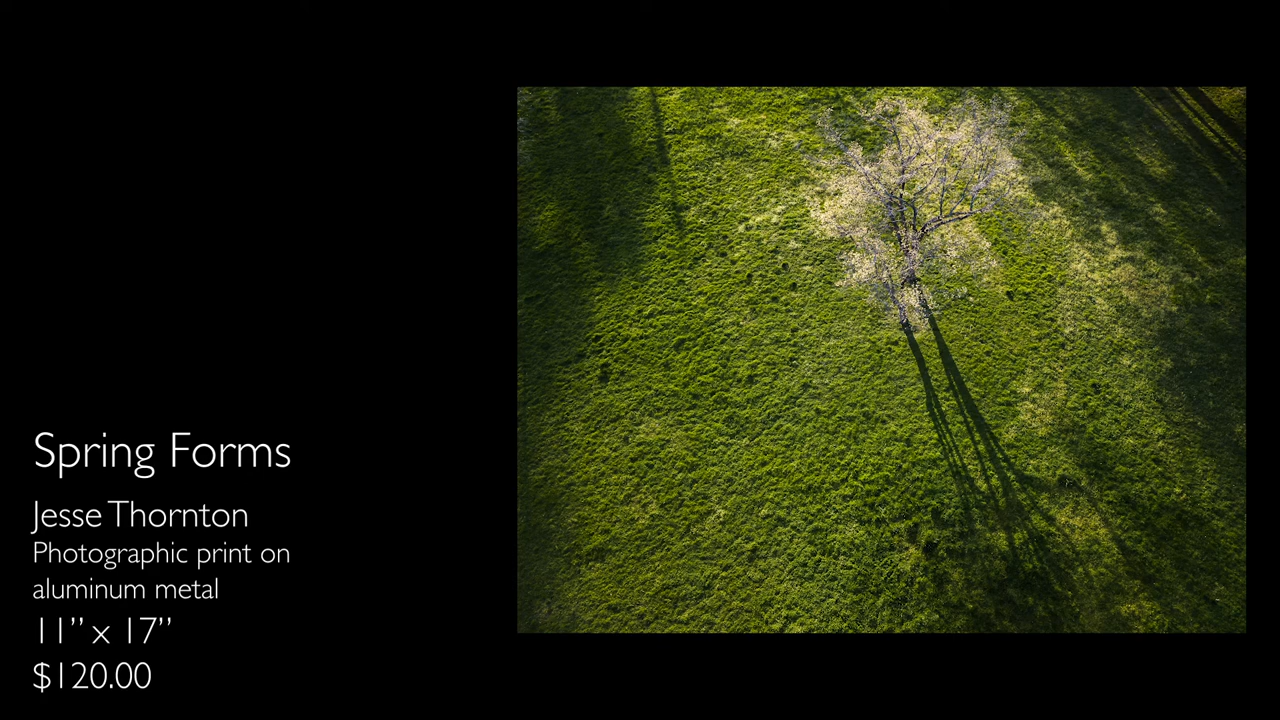 Spring Forms
Jesse Thornton
Photographic print on
aluminum metal
11” x 17”
$120.00